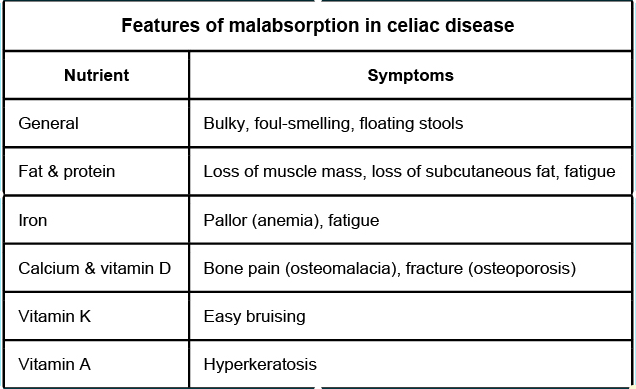 Features of malabsorption in celiac disease
Nutrient Symptoms
General Bulky, foul-smelling, floating stools
Fat & protein Loss of muscle mass, loss of subcutaneous fat, fatigue
Iron Pallor (anemia), fatigue
Calcium & vitamin D Bone pain (osteomalacia), fracture (osteoporosis)
Vitamin K Easy bruising
Vitamin A Hyperkeratosis